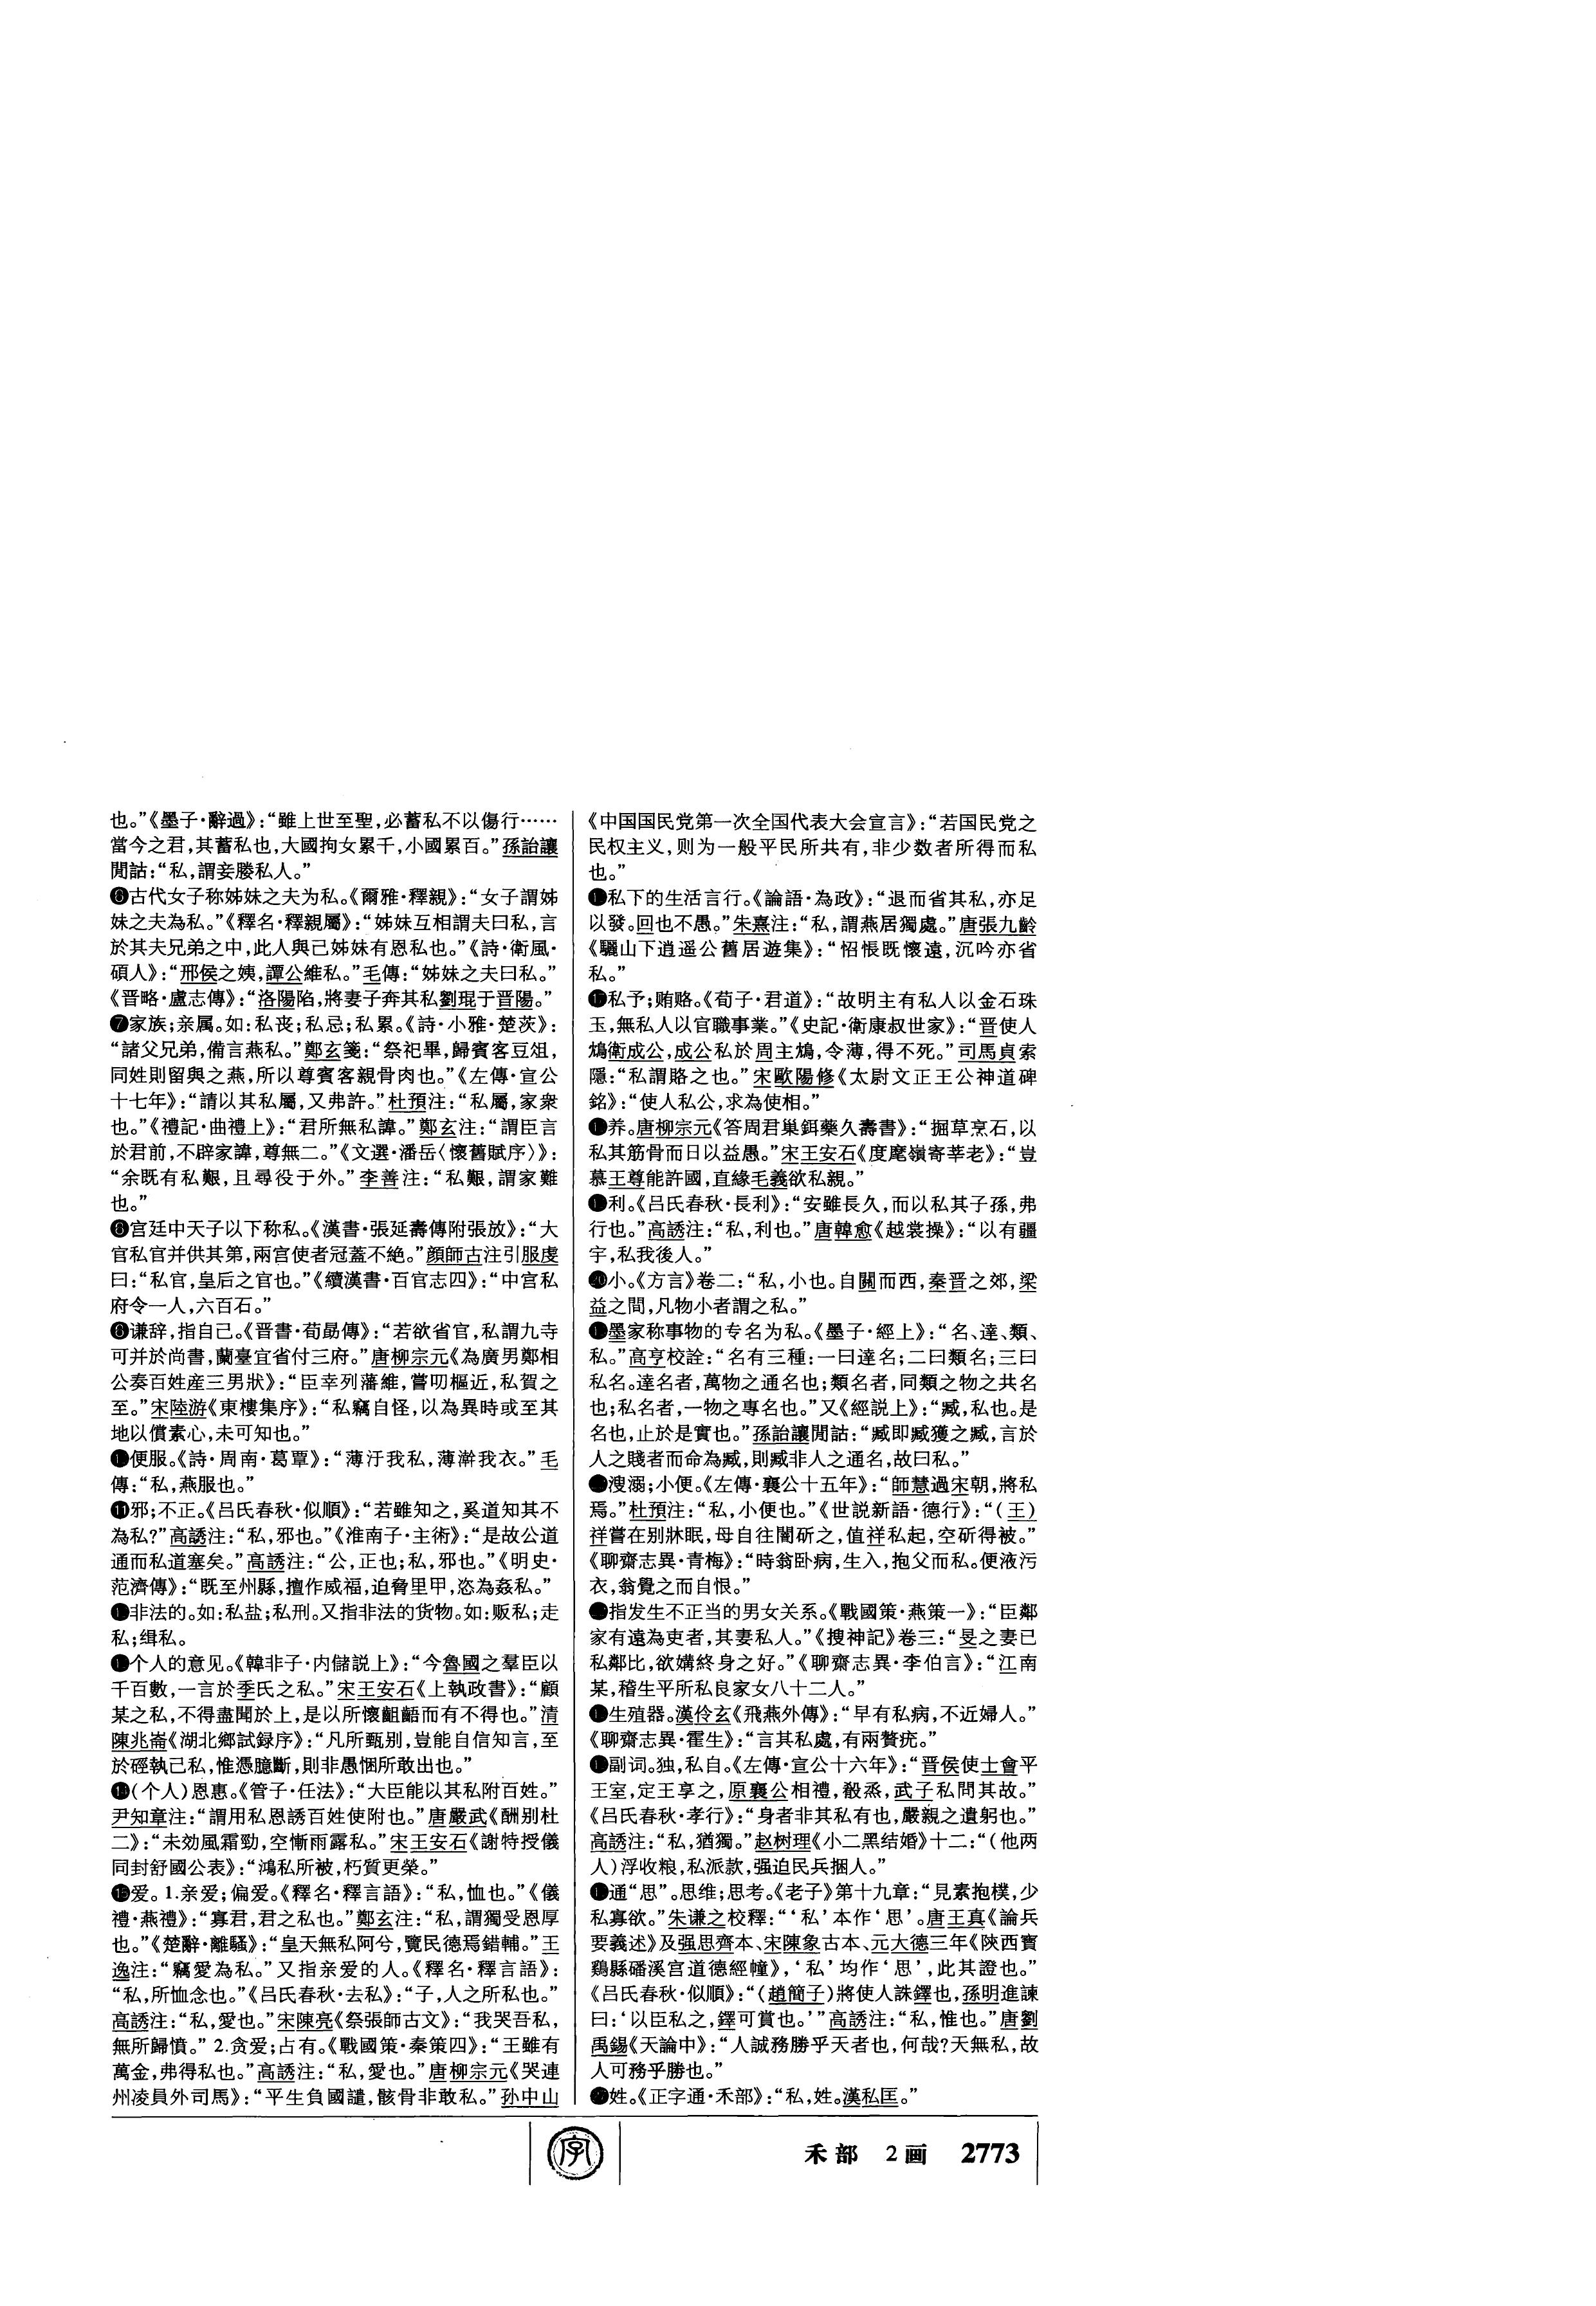 也。”《墨子·辭過》：“雖上世至聖，必蓄私不以傷行……
當今之君，其蓄私也，大國拘女累千，小國累百。”孫詒讓
閒詁：“私，謂妾媵私人。”
❻古代女子称姊妹之夫为私。《爾雅·釋親》：“女子謂姊
妹之夫為私。”《釋名·釋親屬》：“姊妹互相謂夫曰私，言
於其夫兄弟之中，此人與己姊妹有恩私也。”《詩·衛風·
碩人》：“邢侯之姨，譚公維私。”毛傳：“姊妹之夫曰私。”
《晋略·盧志傳》：“洛陽陷，將妻子奔其私劉琨于晋陽。”
❼家族；亲属。如：私丧；私忌；私累。《詩·小雅·楚茨》：
“諸父兄弟，備言燕私。”鄭玄箋：“祭祀畢，歸賓客豆俎，
同姓則留與之燕，所以尊賓客親骨肉也。”《左傳·宣公
十七年》：“請以其私屬，又弗許。”杜預注：“私屬，家衆
也。”《禮記·曲禮上》：“君所無私諱。”鄭玄注：“謂臣言
於君前，不辟家諱，尊無二。”《文選·潘岳〈懷舊賦序〉》：
“余既有私艱，且尋役于外。”李善注：“私艱，謂家難
也。”
❽宫廷中天子以下称私。《漢書·張延壽傳附張放》：“大
官私官并供其第，兩宫使者冠蓋不絶。”顔師古注引服虔
曰：“私官，皇后之官也。”《續漢書·百官志四》：“中宫私
府令一人，六百石。”
谦辞，指自己。《晋書·荀勗傳》：“若欲省官，私謂九寺
可并於尚書，蘭臺宜省付三府。”唐柳宗元《為廣男鄭相
公奏百姓産三男狀》：“臣幸列藩維，嘗叨樞近，私賀之
至。”宋陸游《東樓集序》：“私竊自怪，以為異時或至其
地以償素心，未可知也。”
便服。《詩·周南·葛覃》：“薄汙我私，薄澣我衣。”毛
傳：“私，燕服也。”
⓫邪；不正。《吕氏春秋·似順》：“若雖知之，奚道知其不
為私？”高誘注：“私，邪也。”《淮南子·主術》：“是故公道
通而私道塞矣。”高誘注：“公，正也；私，邪也。”《明史·
范濟傳》：“既至州縣，擅作威福，迫脅里甲，恣為姦私。”
非法的。如：私盐；私刑。又指非法的货物。如：贩私；走
私；缉私。
个人的意见。《韓非子·内儲説上》：“今魯國之羣臣以
千百數，一言於季氏之私。”宋王安石《上執政書》：“顧
某之私，不得盡聞於上，是以所懷齟齬而有不得也。”清
陳兆崙《湖北鄉試録序》：“凡所甄别，豈能自信知言，至
於硜執己私，惟憑臆斷，則非愚悃所敢出也。”
（个人）恩惠。《管子·任法》：“大臣能以其私附百姓。”
尹知章注：“謂用私恩誘百姓使附也。”唐嚴武《酬别杜
二》：“未効風霜勁，空慚雨露私。”宋王安石《謝特授儀
同封舒國公表》：“鴻私所被，朽質更榮。”
爱。1.亲爱；偏爱。《釋名·釋言語》：“私，恤也。”《儀
禮·燕禮》：“寡君，君之私也。”鄭玄注：“私，謂獨受恩厚
也。”《楚辭·離騷》：“皇天無私阿兮，覽民德焉錯輔。”王
逸注：“竊愛為私。”又指亲爱的人。《釋名·釋言語》：
“私，所恤念也。”《吕氏春秋·去私》：“子，人之所私也。”
高誘注：“私，愛也。”宋陳亮《祭張師古文》：“我哭吾私，
無所歸憤。”2.贪爱；占有。《戰國策·秦策四》：“王雖有
萬金，弗得私也。”高誘注：“私，愛也。”唐柳宗元《哭連
州凌員外司馬》：“平生負國譴，骸骨非敢私。”孙中山
《中国国民党第一次全国代表大会宣言》：“若国民党之
民权主义，则为一般平民所共有，非少数者所得而私
也。”
私下的生活言行。《論語·為政》：“退而省其私，亦足
以發。回也不愚。”朱熹注：“私，謂燕居獨處。”唐張九齡
《驪山下逍遥公舊居遊集》：“怊悵既懷遠，沉吟亦省
私。”
⓱私予；贿赂。《荀子·君道》：“故明主有私人以金石珠
玉，無私人以官職事業。”《史記·衛康叔世家》：“晋使人
鴆衛成公，成公私於周主鴆，令薄，得不死。”司馬貞索
隱：“私謂賂之也。”宋歐陽修《太尉文正王公神道碑
銘》：“使人私公，求為使相。”
养。唐柳宗元《答周君巢餌藥久壽書》：“掘草烹石，以
私其筋骨而日以益愚。”宋王安石《度麾嶺寄莘老》：“豈
慕王尊能許國，直緣毛義欲私親。”
利。《吕氏春秋·長利》：“安雖長久，而以私其子孫，弗
行也。”高誘注：“私，利也。”唐韓愈《越裳操》：“以有疆
宇，私我後人。”
⓴小。《方言》卷二：“私，小也。自關而西，秦晋之郊，梁
益之間，凡物小者謂之私。”
墨家称事物的专名为私。《墨子·經上》：“名、達、類、
私。”高亨校詮：“名有三種：一曰達名；二曰類名；三曰
私名。達名者，萬物之通名也；類名者，同類之物之共名
也；私名者，一物之專名也。”又《經説上》：“臧，私也。是
名也，止於是實也。”孫詒讓閒詁：“臧即臧獲之臧，言於
人之賤者而命為臧，則臧非人之通名，故曰私。”
溲溺；小便。《左傳·襄公十五年》：“師慧過宋朝，將私
焉。”杜預注：“私，小便也。”《世説新語·德行》：“（王）
祥嘗在别牀眠，母自往闇斫之，值祥私起，空斫得被。”
《聊齋志異·青梅》：“時翁卧病，生入，抱父而私。便液污
衣，翁覺之而自恨。”
指发生不正当的男女关系。《戰國策·燕策一》：“臣鄰
家有遠為吏者，其妻私人。”《搜神記》卷三：“旻之妻已
私鄰比，欲媾終身之好。”《聊齋志異·李伯言》：“江南
某，稽生平所私良家女八十二人。”
生殖器。漢伶玄《飛燕外傳》：“早有私病，不近婦人。”
《聊齋志異·霍生》：“言其私處，有兩贅疣。”
副词。独，私自。《左傳·宣公十六年》：“晋侯使士會平
王室，定王享之，原襄公相禮，殽烝，武子私問其故。”
《吕氏春秋·孝行》：“身者非其私有也，嚴親之遺躬也。”
高誘注：“私，猶獨。”赵树理《小二黑结婚》十二：“（他两
人）浮收粮，私派款，强迫民兵捆人。”
通“思”。思维；思考。《老子》第十九章：“見素抱樸，少
私寡欲。”朱谦之校釋：“‘私’本作‘思’。唐王真《論兵
要義述》及强思齊本、宋陳象古本、元大德三年《陝西寶
鷄縣磻溪宫道德經幢》，‘私’均作‘思’，此其證也。”
《吕氏春秋·似順》：“（趙簡子）將使人誅鐸也，孫明進諫
曰：‘以臣私之，鐸可賞也。’”高誘注：“私，惟也。”唐劉
禹錫《天論中》：“人誠務勝乎天者也，何哉？天無私，故
人可務乎勝也。”
姓。《正字通·禾部》：“私，姓。漢私匡。”
字
禾部 2画 2773